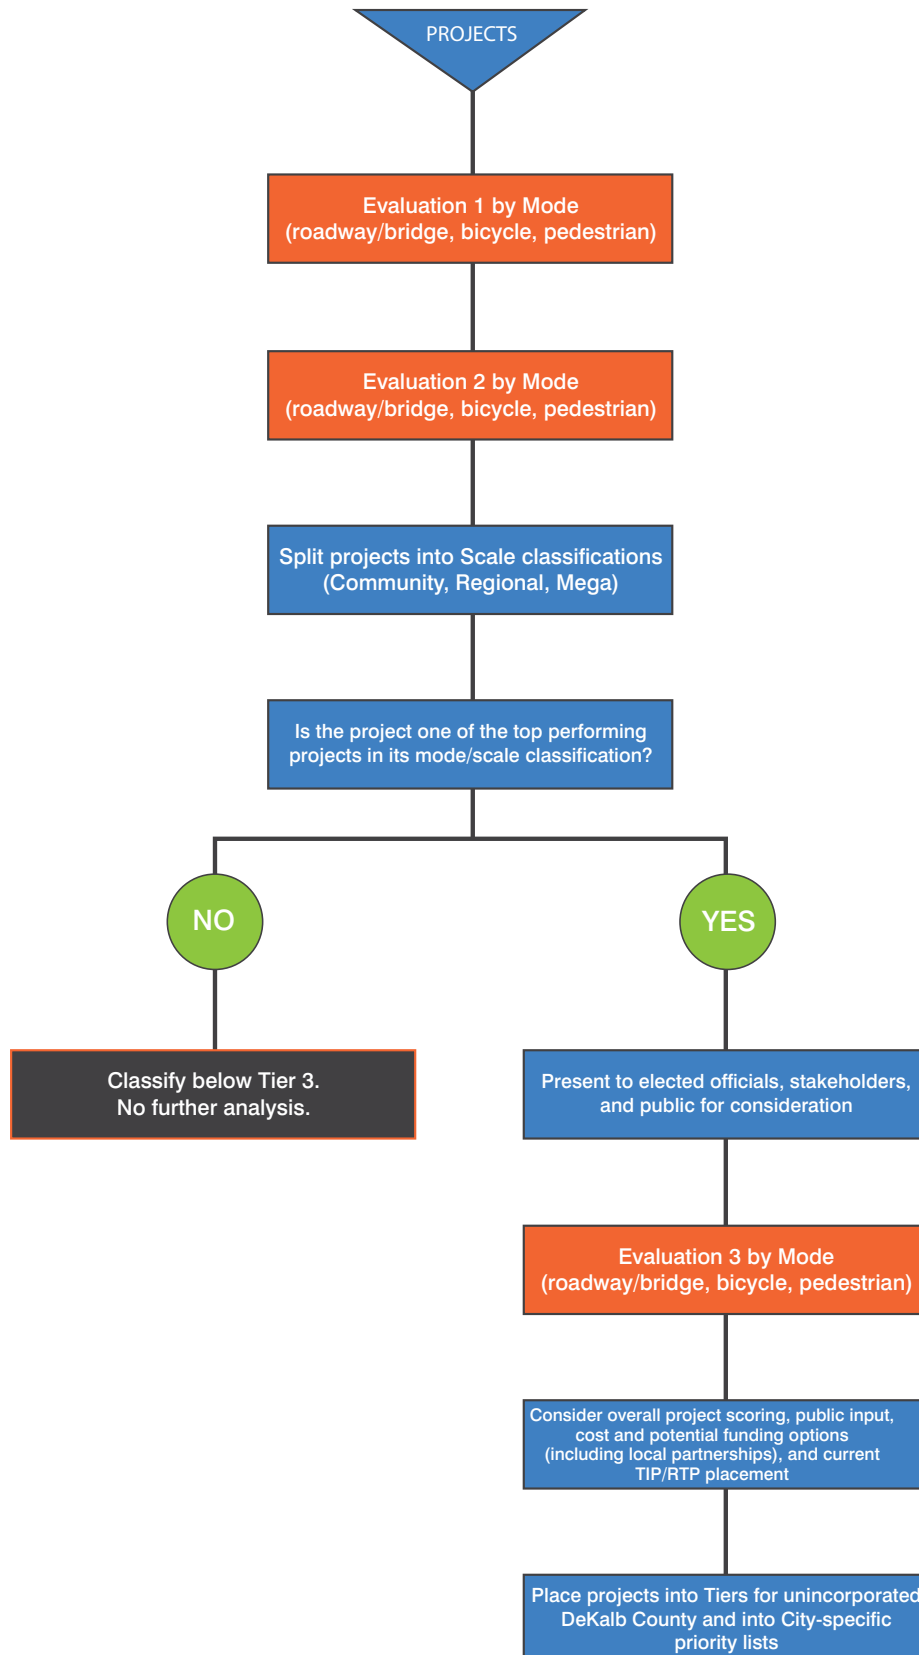 PROJECTS
Evaluation 1 by Mode
(roadway/bridge, bicycle, pedestrian)
Evaluation 2 by Mode
(roadway/bridge, bicycle, pedestrian)
Split projects into Scale classifications
(Community, Regional, Mega)
Is the project one of the top performing
projects in its mode/scale classification?
NO
YES
Classify below Tier 3.
No further analysis.
Present to elected officials, stakeholders,
and public for consideration
Evaluation 3 by Mode
(roadway/bridge, bicycle, pedestrian)
Consider overall project scoring, public input,
cost and potential funding options
(including local partnerships), and current
TIP/RTP placement
Place projects into Tiers for unincorporated
DeKalb County and into City-specific
priority lists